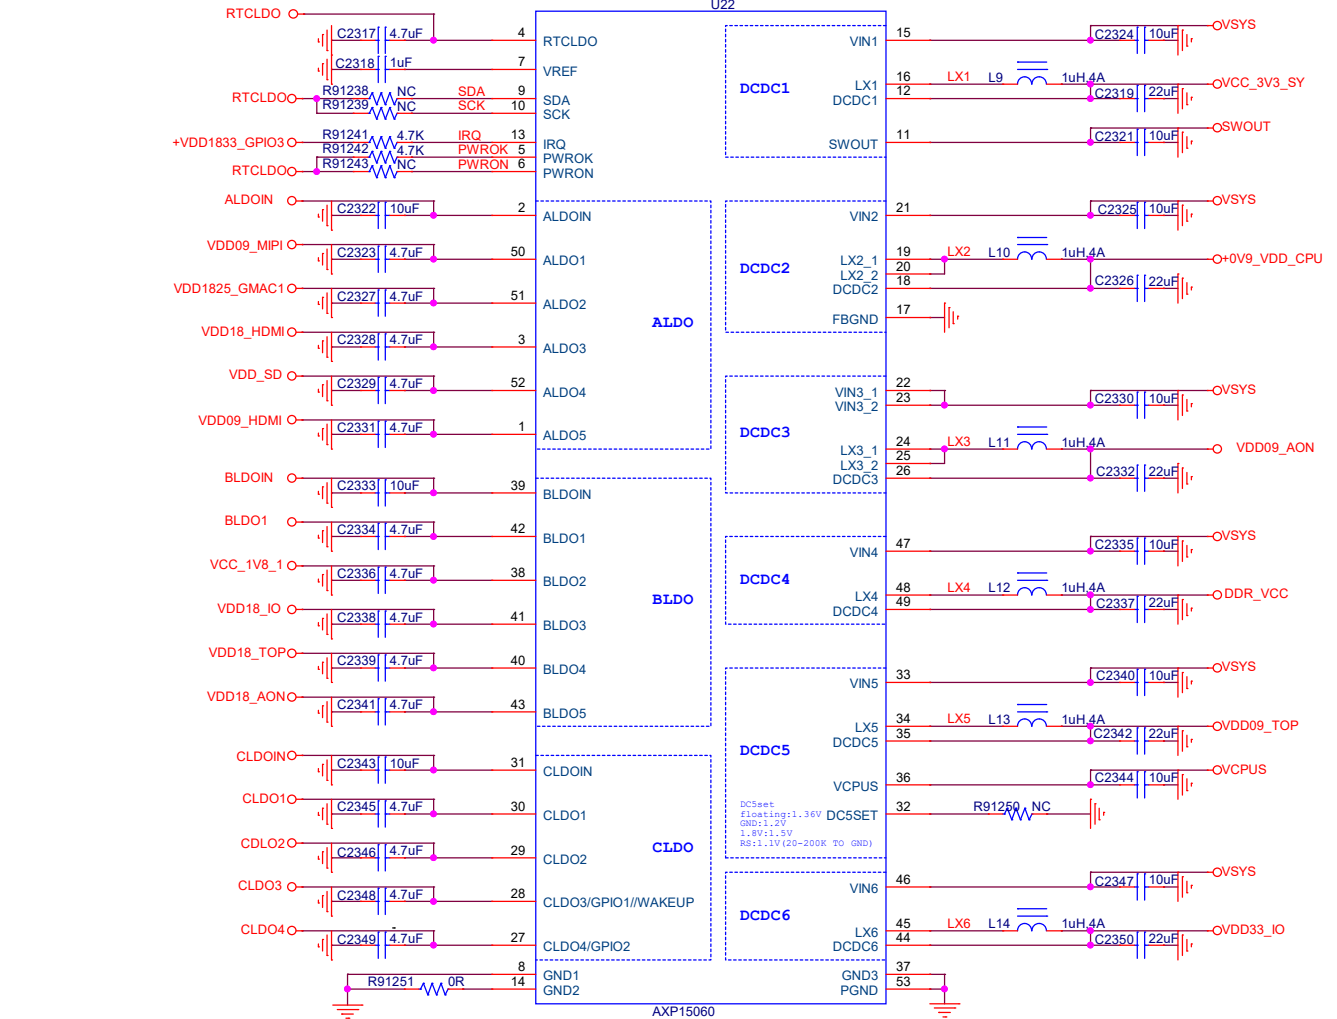 U22
RTCLDO
C2317 4.7uF 4 RTCLDO
C2318 1uF 7 VREF
RTCLDO R91238 NC SDA 9 SDA
R91239 NC SCK 10 SCK
+VDD1833_GPIO3 R91241 4.7K IRQ 13 IRQ
R91242 4.7K PWROK 5 PWROK
RTCLDO R91243 NC PWRON 6 PWRON
ALDOIN
C2322 10uF 2 ALDOIN
VDD09_MIPI
C2323 4.7uF 50 ALDO1
VDD1825_GMAC1
C2327 4.7uF 51 ALDO2
ALDO
VDD18_HDMI
C2328 4.7uF 3 ALDO3
VDD_SD
C2329 4.7uF 52 ALDO4
VDD09_HDMI
C2331 4.7uF 1 ALDO5
BLDOIN
C2333 10uF 39 BLDOIN
BLDO1
C2334 4.7uF 42 BLDO1
VCC_1V8_1
C2336 4.7uF 38 BLDO2
BLDO
VDD18_IO
C2338 4.7uF 41 BLDO3
VDD18_TOP
C2339 4.7uF 40 BLDO4
VDD18_AON
C2341 4.7uF 43 BLDO5
CLDOIN
C2343 10uF 31 CLDOIN
CLDO1
C2345 4.7uF 30 CLDO1
CLDO
CDLO2
C2346 4.7uF 29 CLDO2
CLDO3
C2348 4.7uF 28 CLDO3/GPIO1//WAKEUP
CLDO4
C2349 4.7uF 27 CLDO4/GPIO2
8 GND1
R91251 0R 14 GND2
DCDC1
VIN1 15 C2324 10uF VSYS
LX1 16 LX1 L9 1uH,4A VCC_3V3_SY
DCDC1 12 C2319 22uF
SWOUT 11 C2321 10uF SWOUT
DCDC2
VIN2 21 C2325 10uF VSYS
LX2_1 19 LX2 L10 1uH,4A +0V9_VDD_CPU
LX2_2 20
DCDC2 18 C2326 22uF
FBGND 17
DCDC3
VIN3_1 22 VSYS
VIN3_2 23 C2330 10uF
LX3_1 24 LX3 L11 1uH,4A VDD09_AON
LX3_2 25
DCDC3 26 C2332 22uF
DCDC4
VIN4 47 C2335 10uF VSYS
LX4 48 LX4 L12 1uH,4A DDR_VCC
DCDC4 49 C2337 22uF
DCDC5
VIN5 33 C2340 10uF VSYS
LX5 34 LX5 L13 1uH,4A VDD09_TOP
DCDC5 35 C2342 22uF
VCPUS 36 C2344 10uF VCPUS
DC5SET 32 R91250 NC
DC5set
floating:1.36V
GND:1.2V
1.8V:1.5V
RS:1.1V(20-200K TO GND)
DCDC6
VIN6 46 C2347 10uF VSYS
LX6 45 LX6 L14 1uH,4A VDD33_IO
DCDC6 44 C2350 22uF
GND3 37
PGND 53
AXP15060